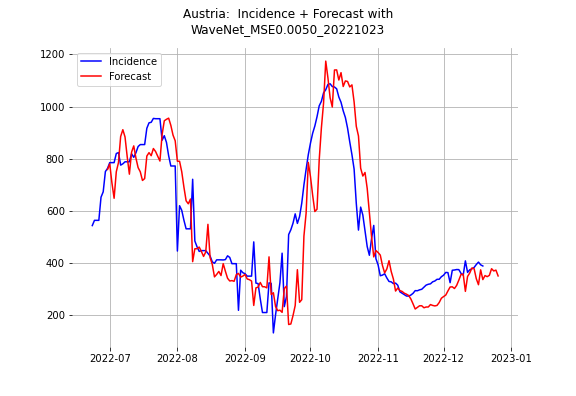 Austria:  Incidence + Forecast with
WaveNet_MSE0.0050_20221023
Incidence
Forecast
1200
1000
800
600
400
200
2022-07 2022-08 2022-09 2022-10 2022-11 2022-12 2023-01